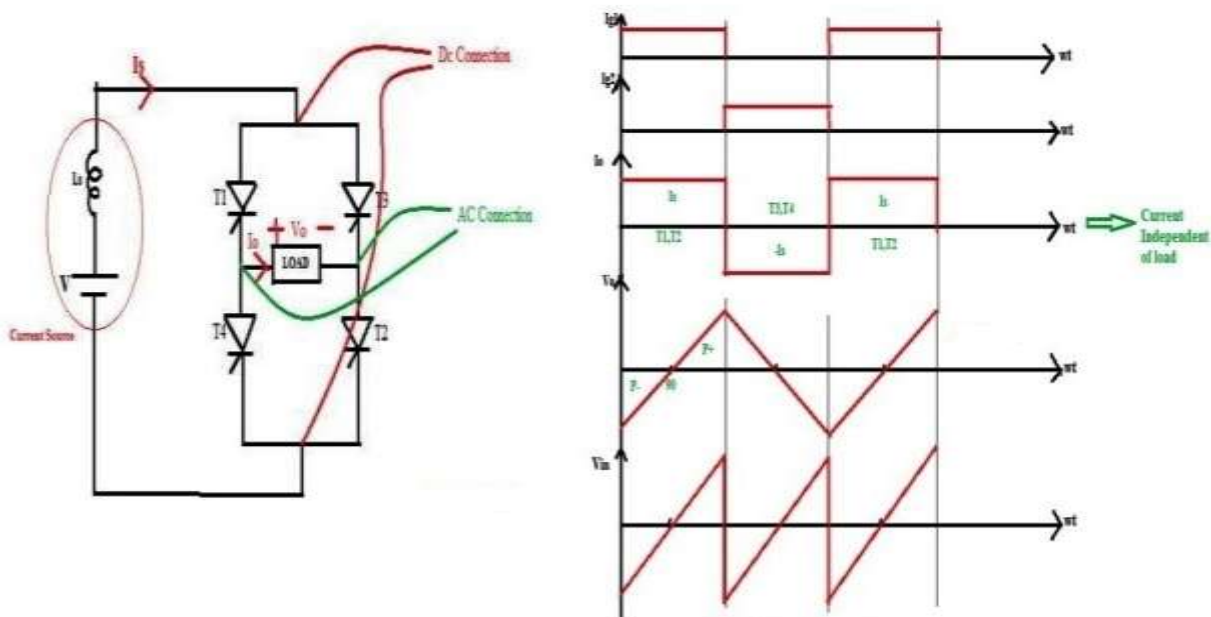 Is
Dc Connection
Ls
T1
T3
AC Connection
+ Vo -
Io
LOAD
V
T4
T2
Current Source
Ig1
wt
Ig2
wt
Io
Is
T3,T4
Is
wt
T1,T2
-Is
T1,T2
Current
Independent
of load
Vo
P+
wt
P-
90
Vin
wt